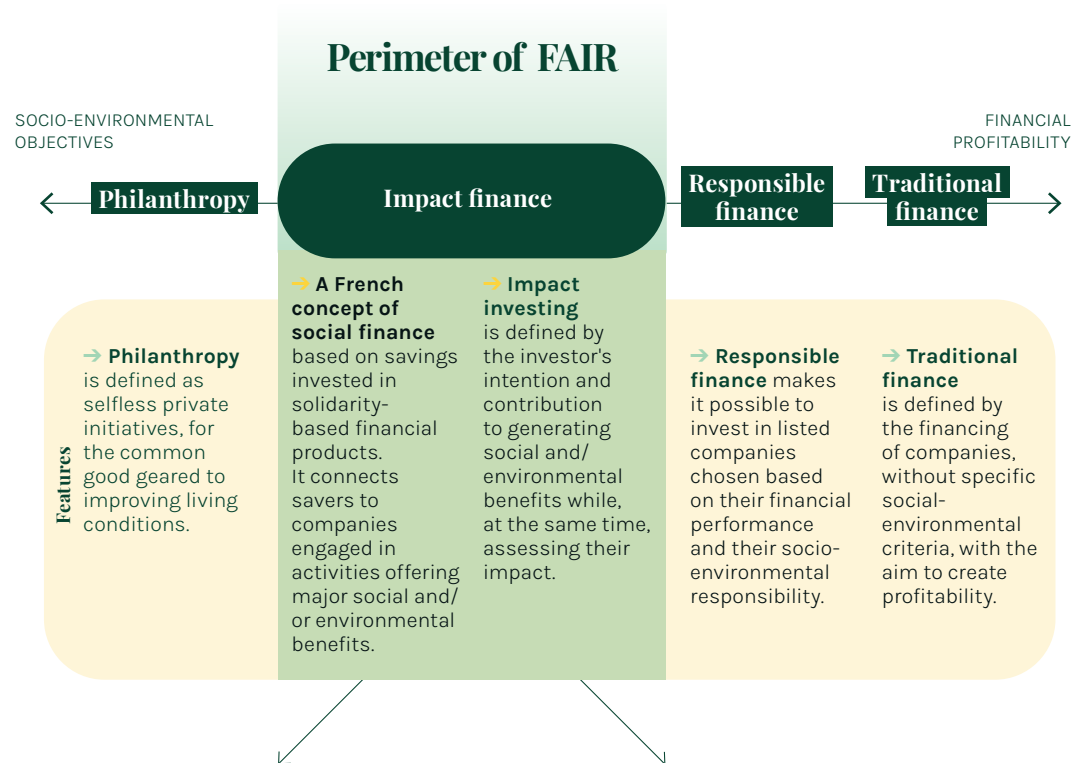 Perimeter of FAIR
SOCIO-ENVIRONMENTAL
OBJECTIVES
FINANCIAL
PROFITABILITY
Philanthropy
Impact finance
Responsible
finance
Traditional
finance
Features
➔ Philanthropy
is defined as
selfless private
initiatives, for
the common
good geared to
improving living
conditions.
➔ A French
concept of
social finance
based on savings
invested in
solidarity-
based financial
products.
It connects
savers to
companies
engaged in
activities offering
major social and/
or environmental
benefits.
➔ Impact
investing
is defined by
the investor's
intention and
contribution
to generating
social and/
environmental
benefits while,
at the same time,
assessing their
impact.
➔ Responsible
finance makes
it possible to
invest in listed
companies
chosen based
on their financial
performance
and their socio-
environmental
responsibility.
➔ Traditional
finance
is defined by
the financing
of companies,
without specific
social-
environmental
criteria, with the
aim to create
profitability.